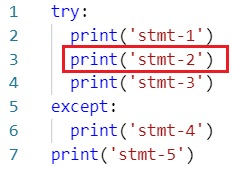 1 try:
2   print('stmt-1')
3   print('stmt-2')
4   print('stmt-3')
5 except:
6   print('stmt-4')
7 print('stmt-5')